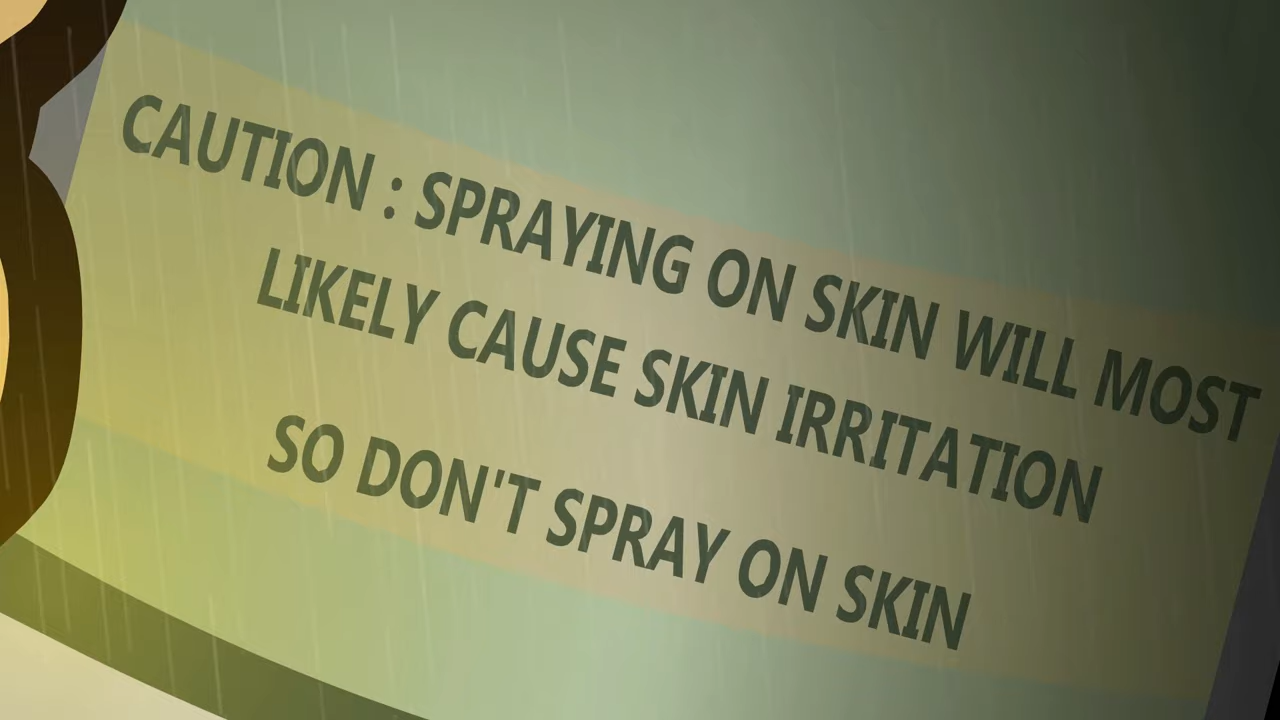 CAUTION : SPRAYING ON SKIN WILL MOST
LIKELY CAUSE SKIN IRRITATION
SO DON'T SPRAY ON SKIN